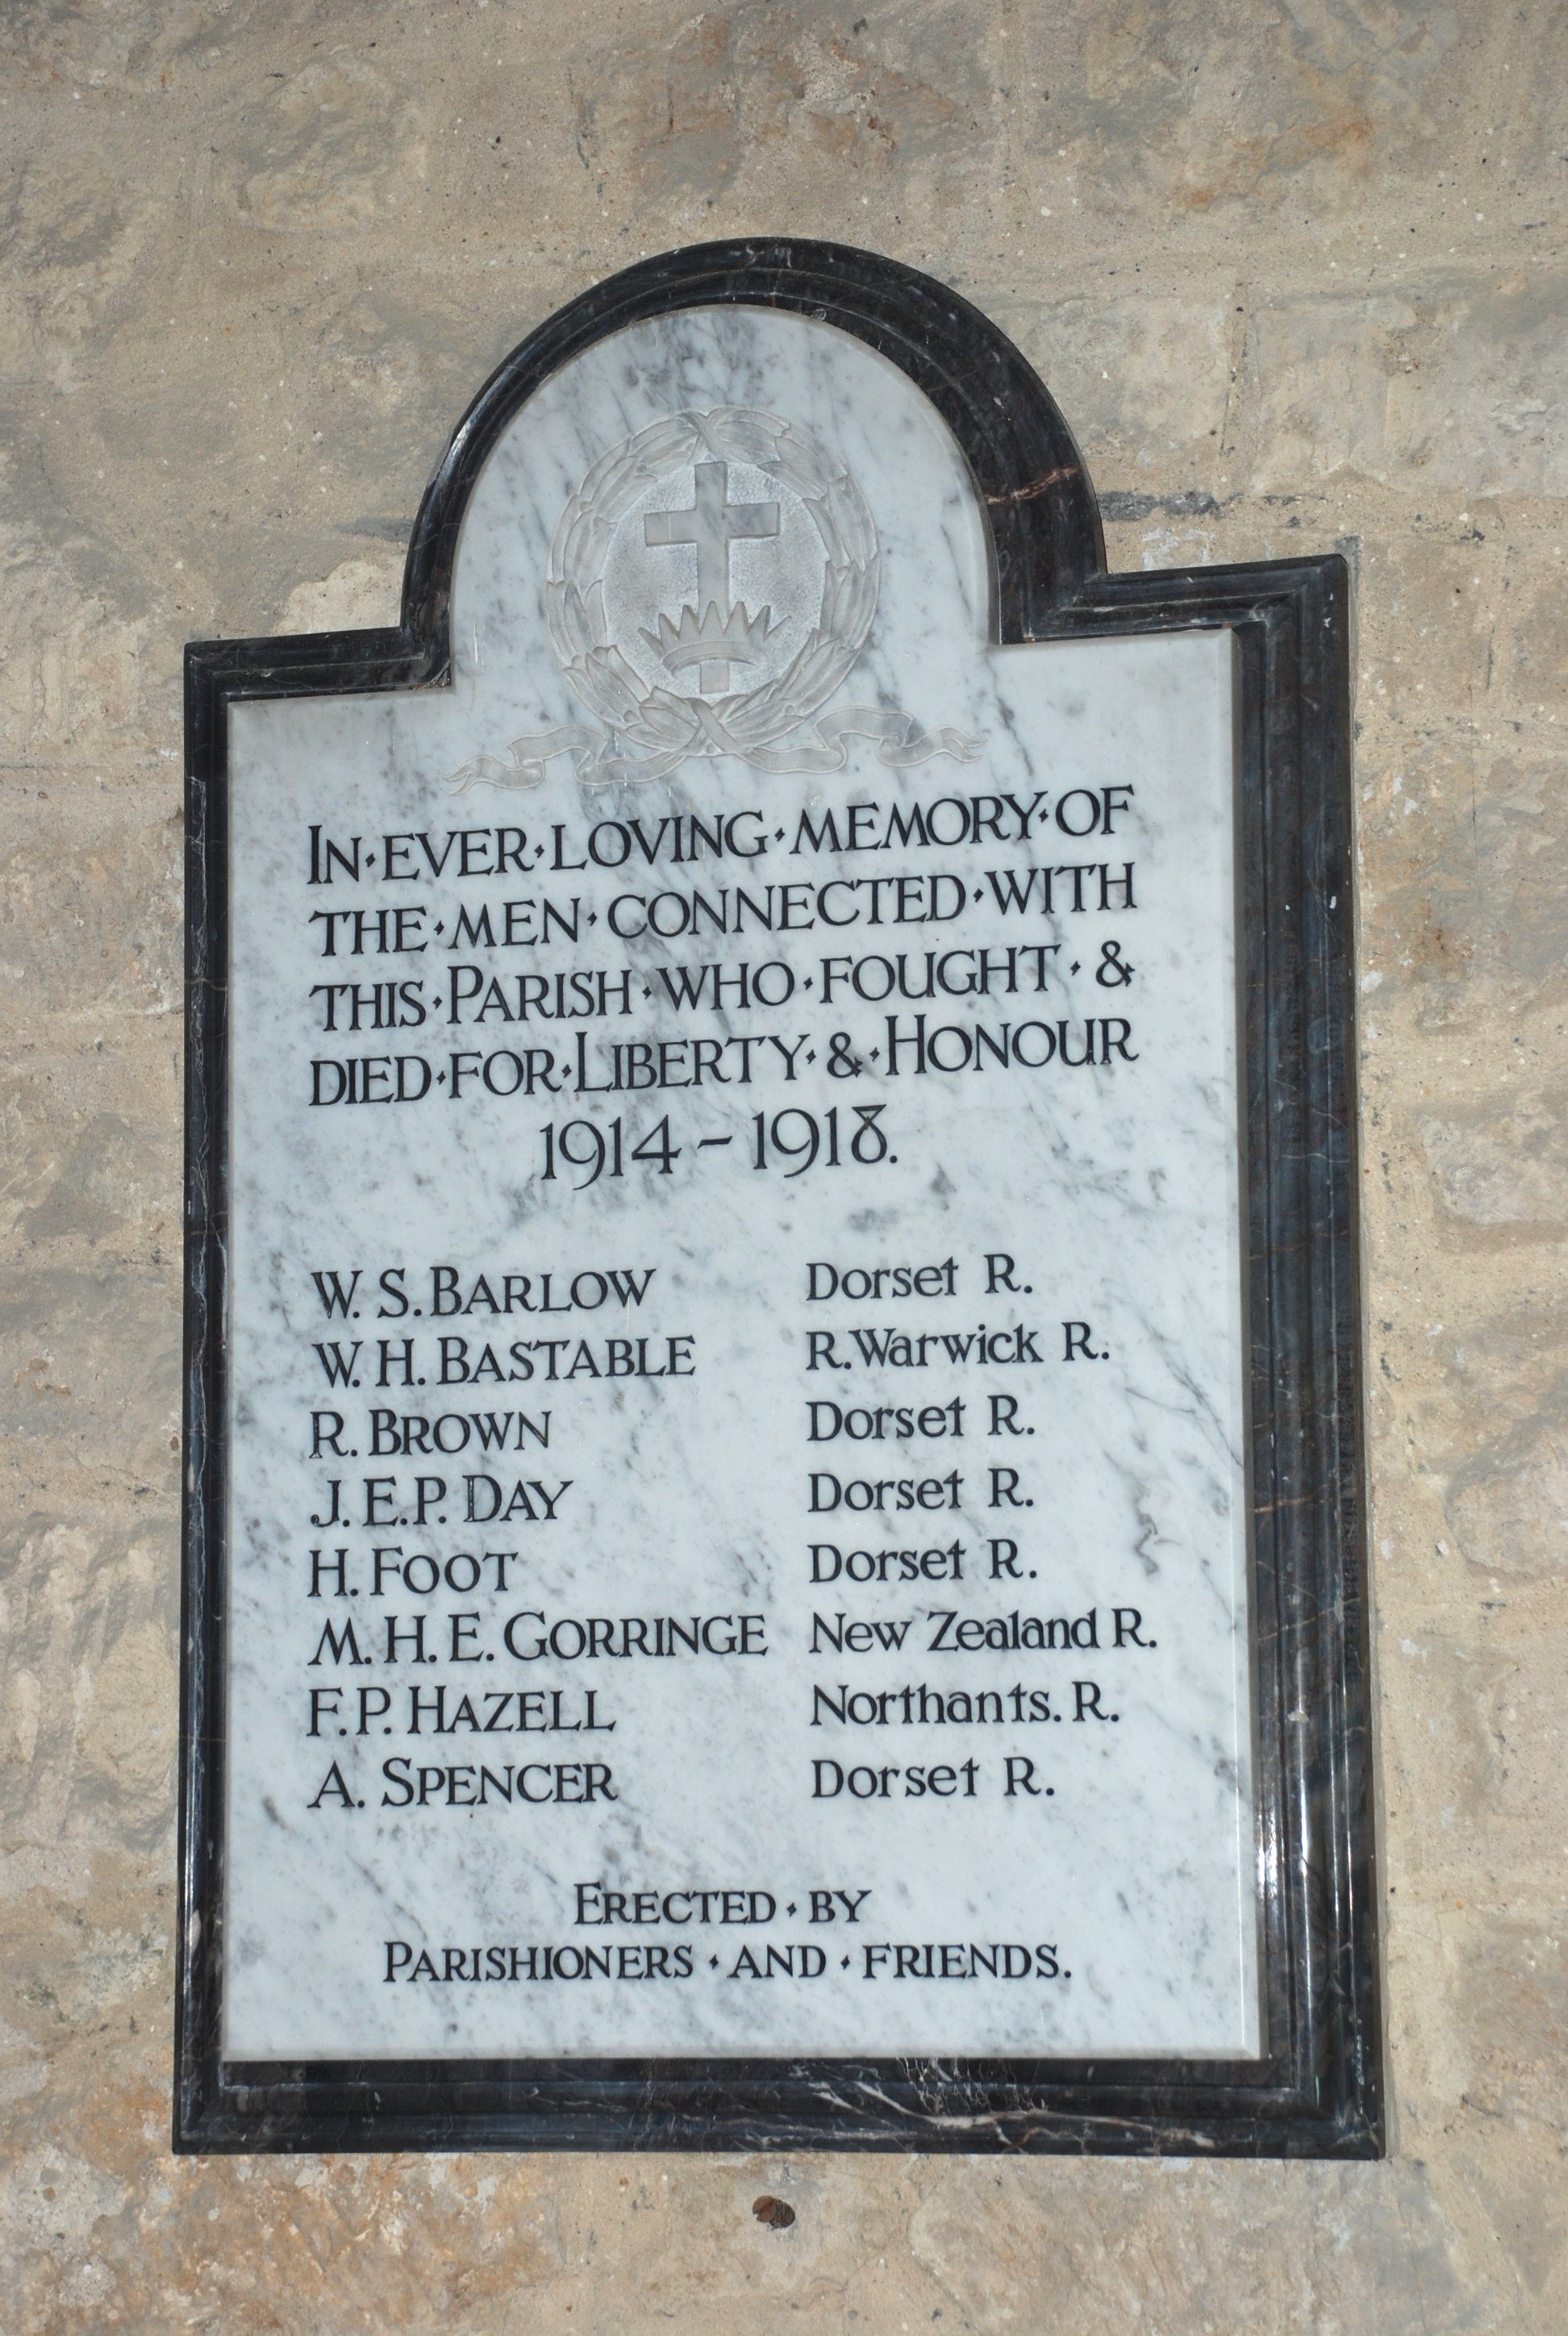 IN·EVER·LOVING·MEMORY·OF
THE·MEN·CONNECTED·WITH
THIS·PARISH·WHO·FOUGHT·&
DIED·FOR·LIBERTY·&·HONOUR
1914-1918.
W. S. BARLOW Dorset R.
W. H. BASTABLE R. Warwick R.
R. BROWN Dorset R.
J. E. P. DAY Dorset R.
H. FOOT Dorset R.
M. H. E. GORRINGE New Zealand R.
F. P. HAZELL Northants. R.
A. SPENCER Dorset R.
ERECTED·BY
PARISHIONERS·AND·FRIENDS.